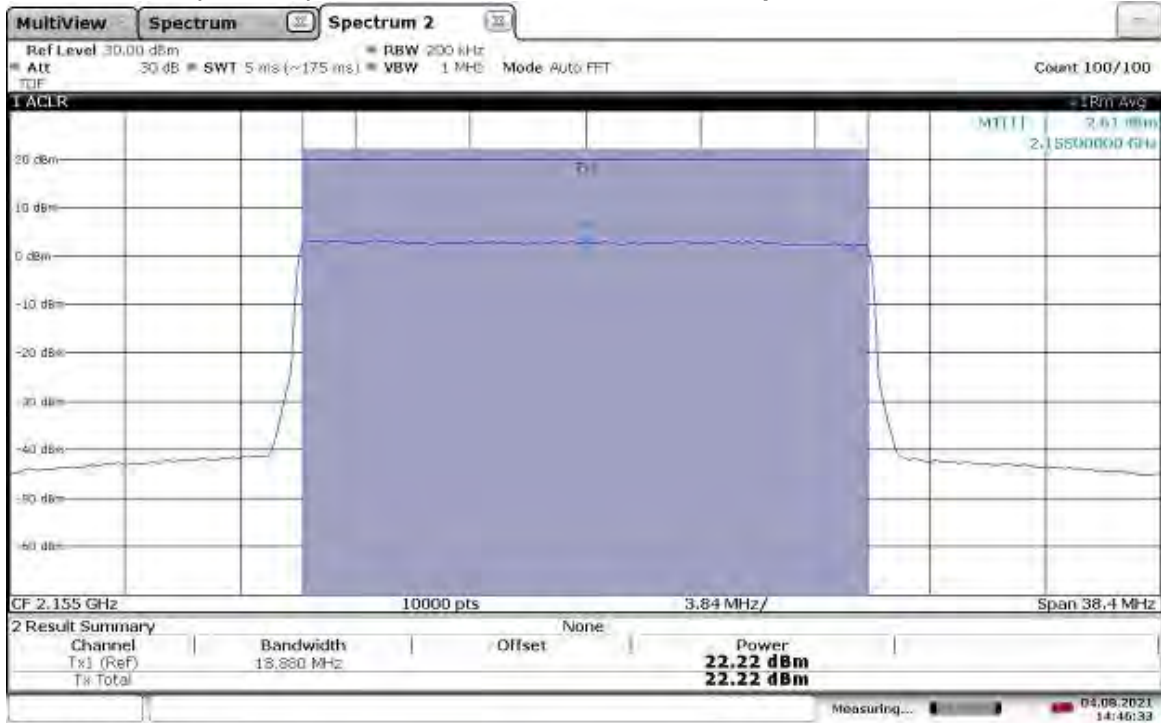 MultiView Spectrum Spectrum 2
Ref Level 30.00 dBm RBW 200 kHz
Att 30 dB SWT 5 ms (~175 ms) VBW 1 MHz Mode Auto FFT Count 100/100
TDF
1 ACLR 1Rm Avg
M1[1] 2.61 dBm
2.15500000 GHz
20 dBm
Tx1
10 dBm
0 dBm
-10 dBm
-20 dBm
-30 dBm
-40 dBm
-50 dBm
-60 dBm
CF 2.155 GHz 10000 pts 3.84 MHz/ Span 38.4 MHz
2 Result Summary None
Channel Bandwidth Offset Power
Tx1 (Ref) 18.880 MHz 22.22 dBm
Tx Total 22.22 dBm
Measuring... 04.08.2021
14:46:33